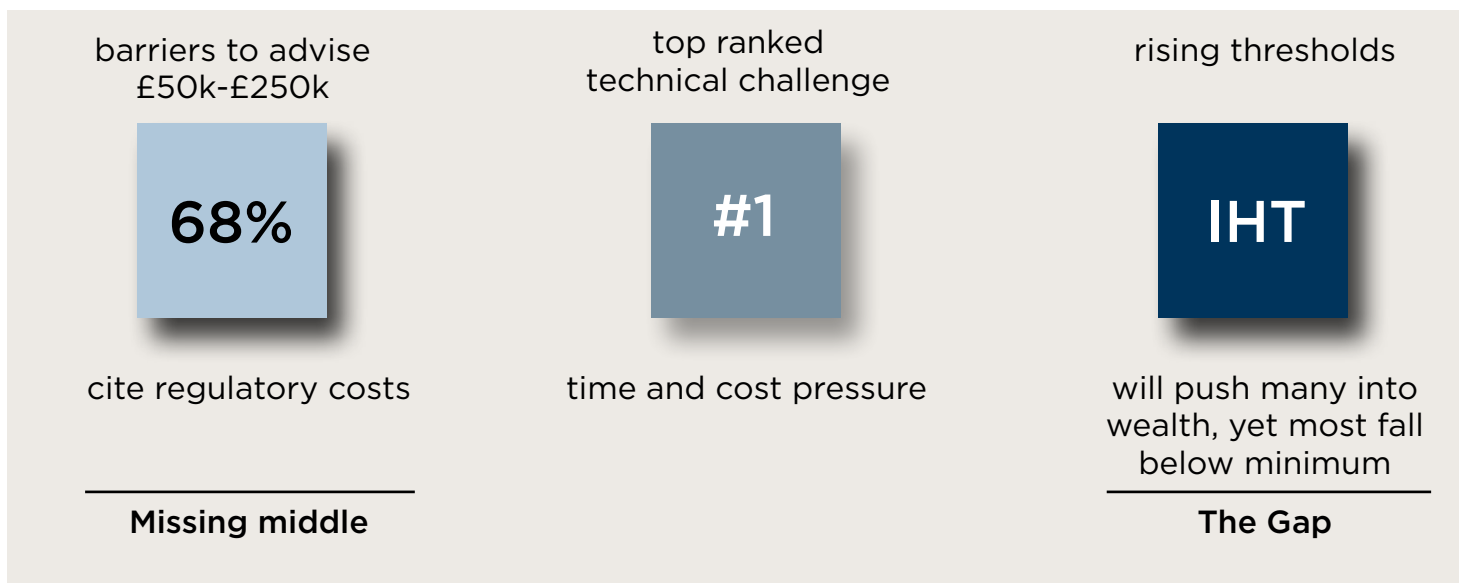 barriers to advise
£50k-£250k
68%
cite regulatory costs
Missing middle
top ranked
technical challenge
#1
time and cost pressure
rising thresholds
IHT
will push many into
wealth, yet most fall
below minimum
The Gap